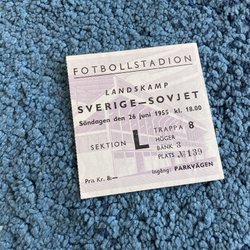 FOTBOLLSTADION
LANDSKAMP
SVERIGE—SOVJET
Söndagen den 26 juni 1955 kl. 18.00
SEKTION L
TRAPPA 8
HÖGER
BÄNK 3
PLATS №139
Pris Kr. 8:—
Ingång: PARKVÄGEN